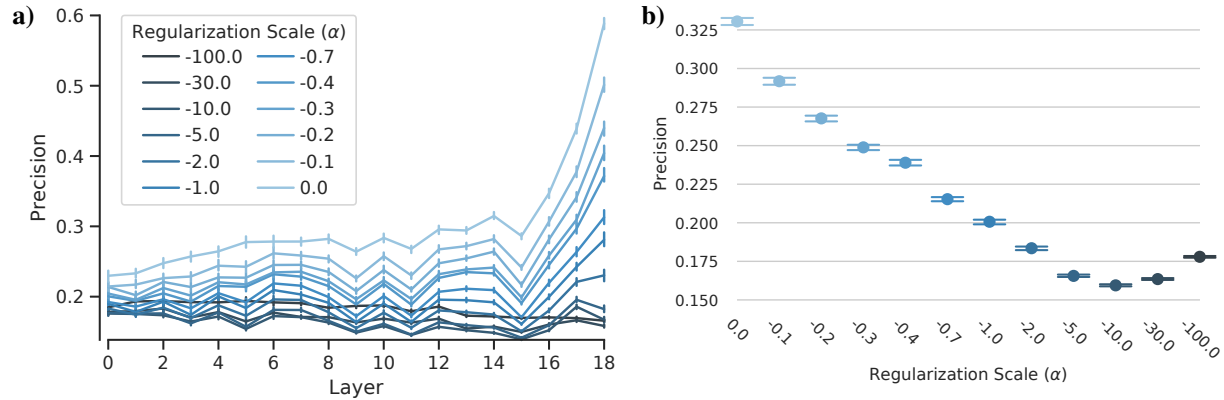 a)
0.6
0.5
0.4
0.3
0.2
Precision
Regularization Scale (α)
-100.0 -0.7
-30.0 -0.4
-10.0 -0.3
-5.0 -0.2
-2.0 -0.1
-1.0 0.0
0 2 4 6 8 10 12 14 16 18
Layer
b)
0.325
0.300
0.275
0.250
0.225
0.200
0.175
0.150
Precision
0.0 -0.1 -0.2 -0.3 -0.4 -0.7 -1.0 -2.0 -5.0 -10.0 -30.0 -100.0
Regularization Scale (α)